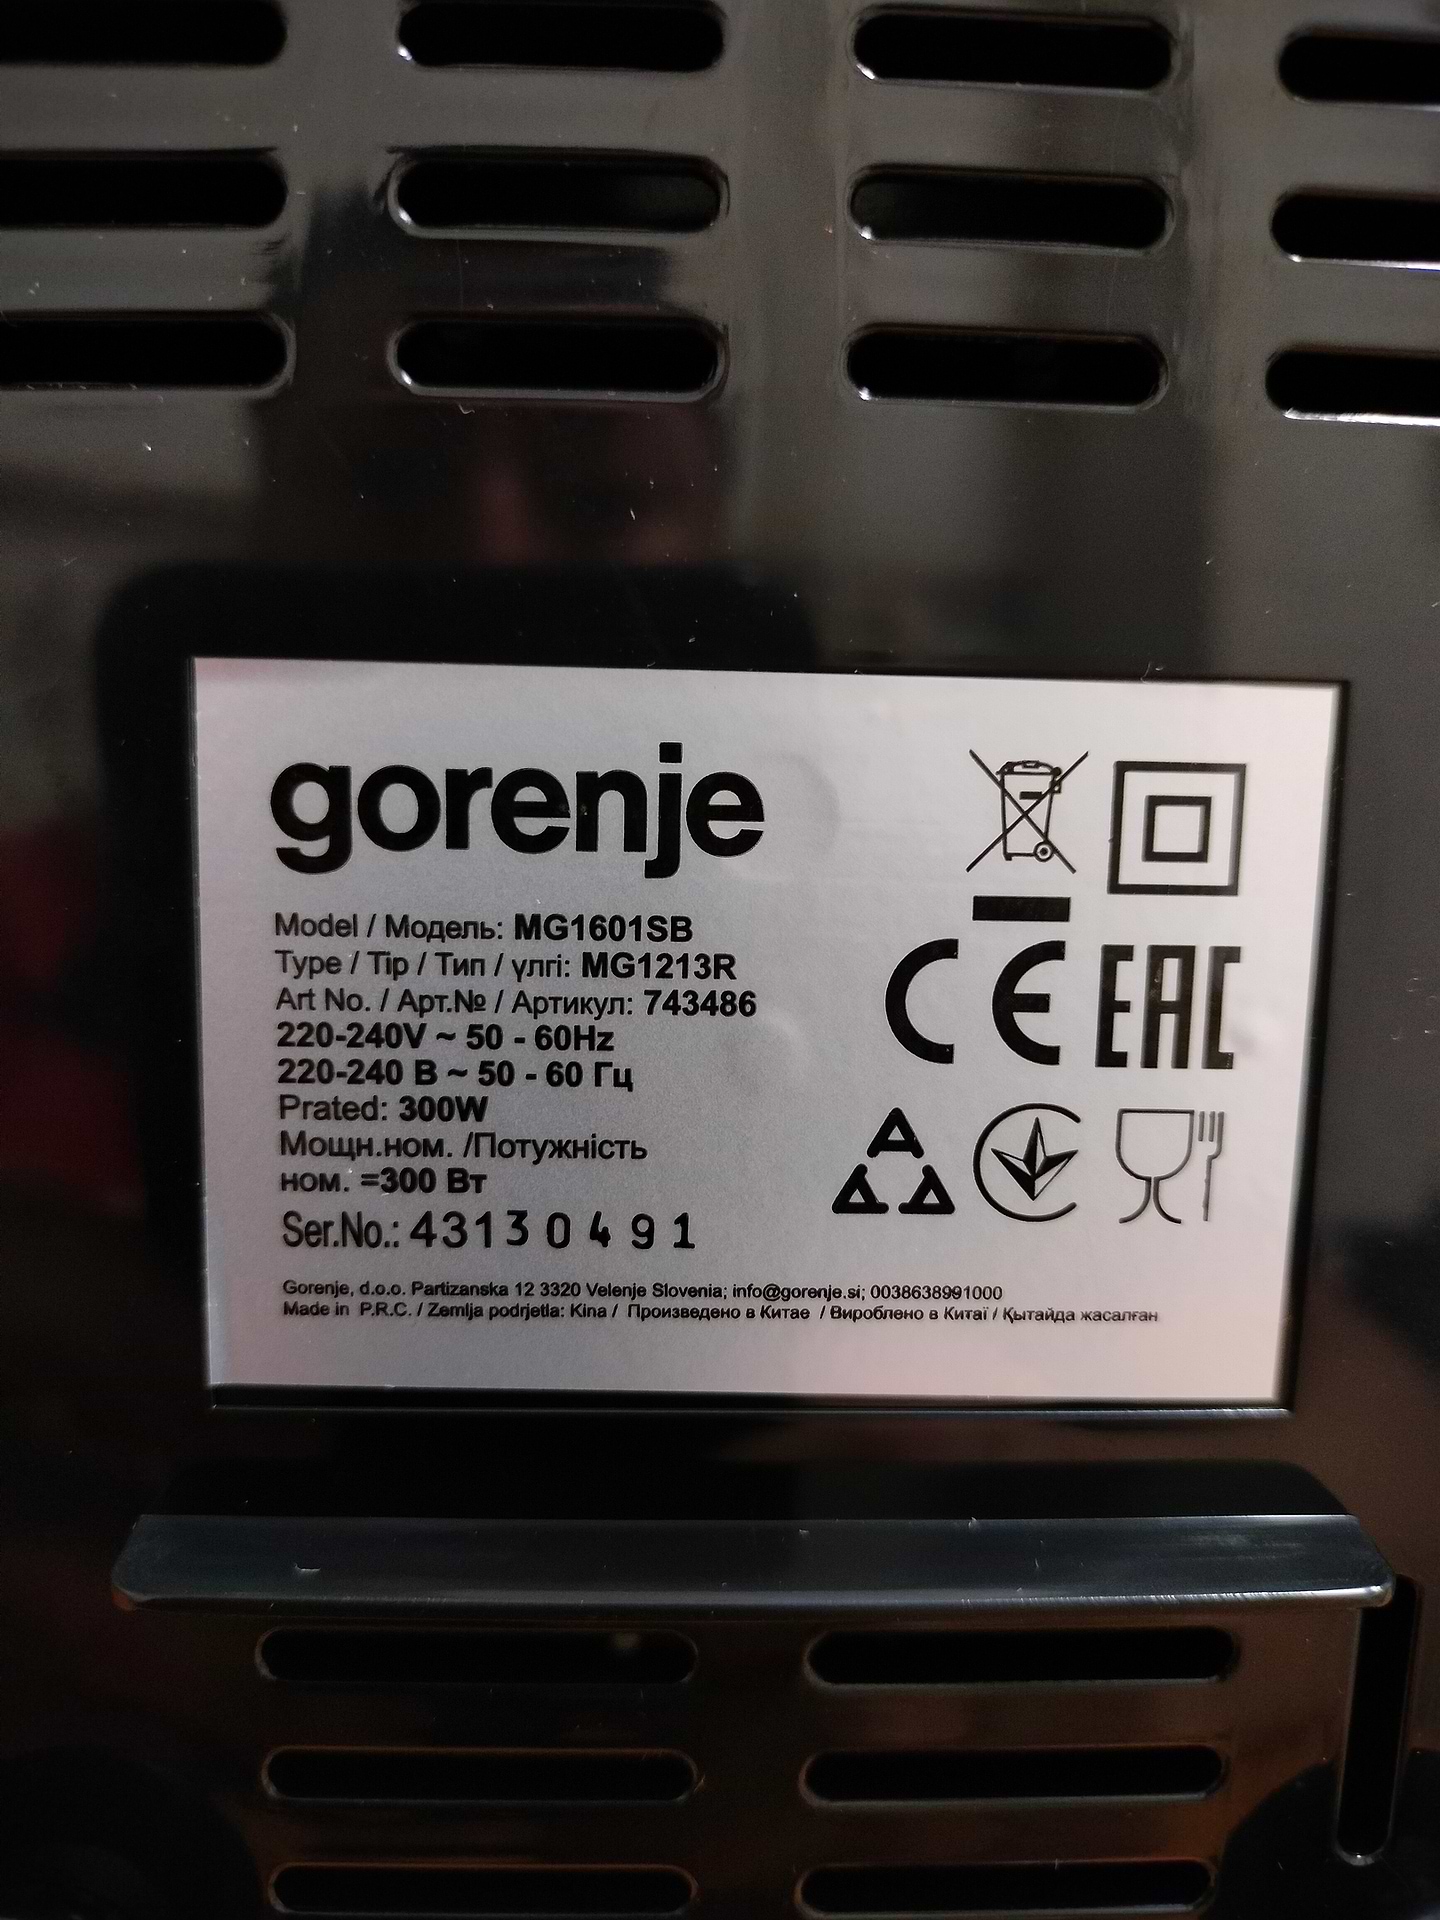 gorenje
Model / Модель: MG1601SB
Type / Tip / Тип / үлгі: MG1213R
Art No. / Арт.№ / Артикул: 743486
220-240V ~ 50 - 60Hz
220-240 В ~ 50 - 60 Гц
Prated: 300W
Мощн.ном. /Потужність
ном. =300 Вт
Ser.No.: 43130491
CE EAC
Gorenje, d.o.o. Partizanska 12 3320 Velenje Slovenia; info@gorenje.si; 0038638991000
Made in P.R.C. / Zemlja podrjetla: Kina / Произведено в Китае / Вироблено в Китаї / Қытайда жасалған